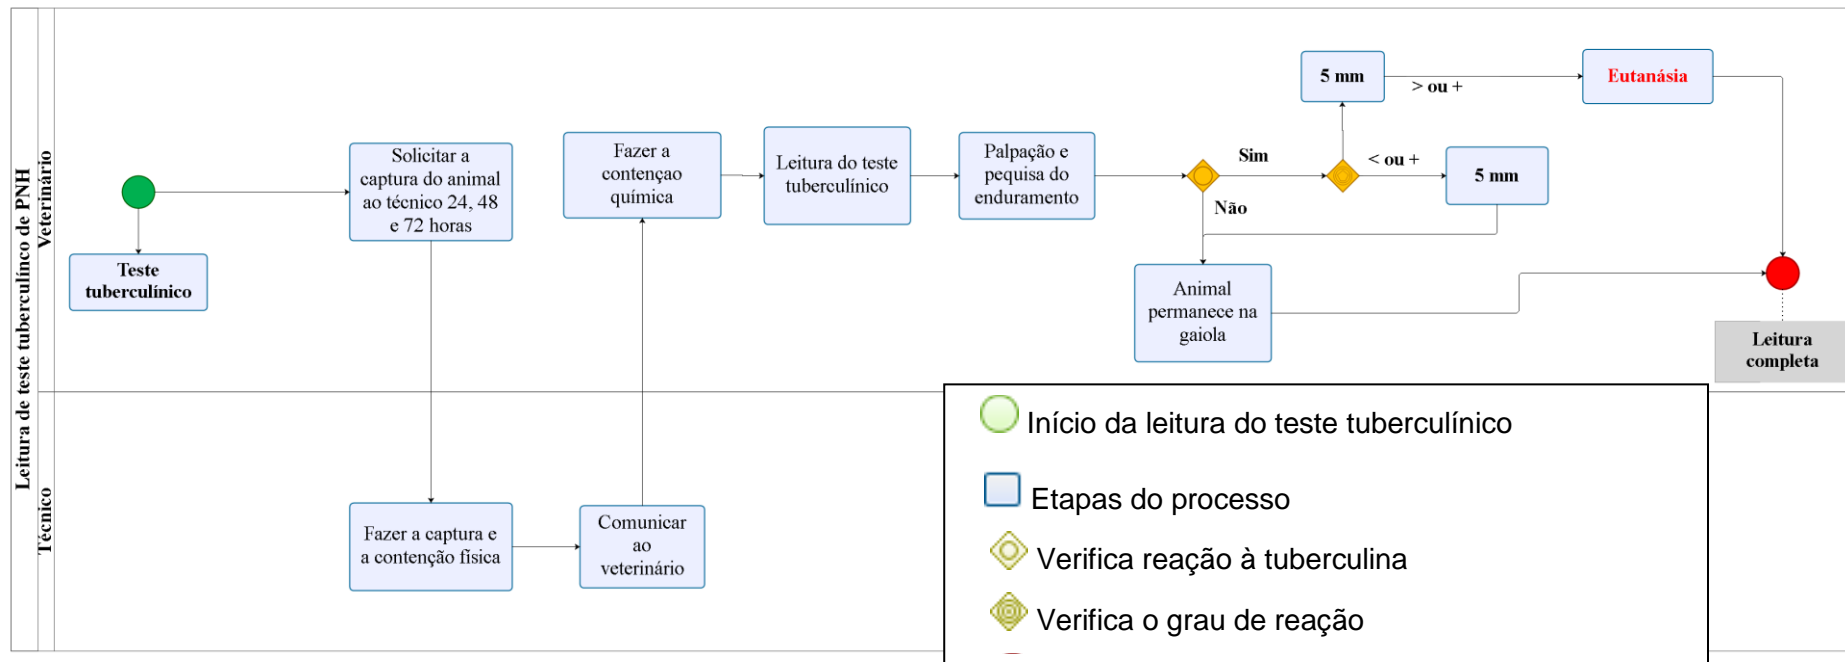 Leitura de teste tuberculínco de PNH
Veterinário
Técnico
Teste
tuberculínico
Solicitar a
captura do animal
ao técnico 24, 48
e 72 horas
Fazer a captura e
a contenção física
Comunicar
ao
veterinário
Fazer a
contençao
química
Leitura do teste
tuberculínico
Palpação e
pequisa do
enduramento
Sim
Não
5 mm
> ou +
< ou +
5 mm
Eutanásia
Animal
permanece na
gaiola
Leitura
completa
Início da leitura do teste tuberculínico
Etapas do processo
Verifica reação à tuberculina
Verifica o grau de reação